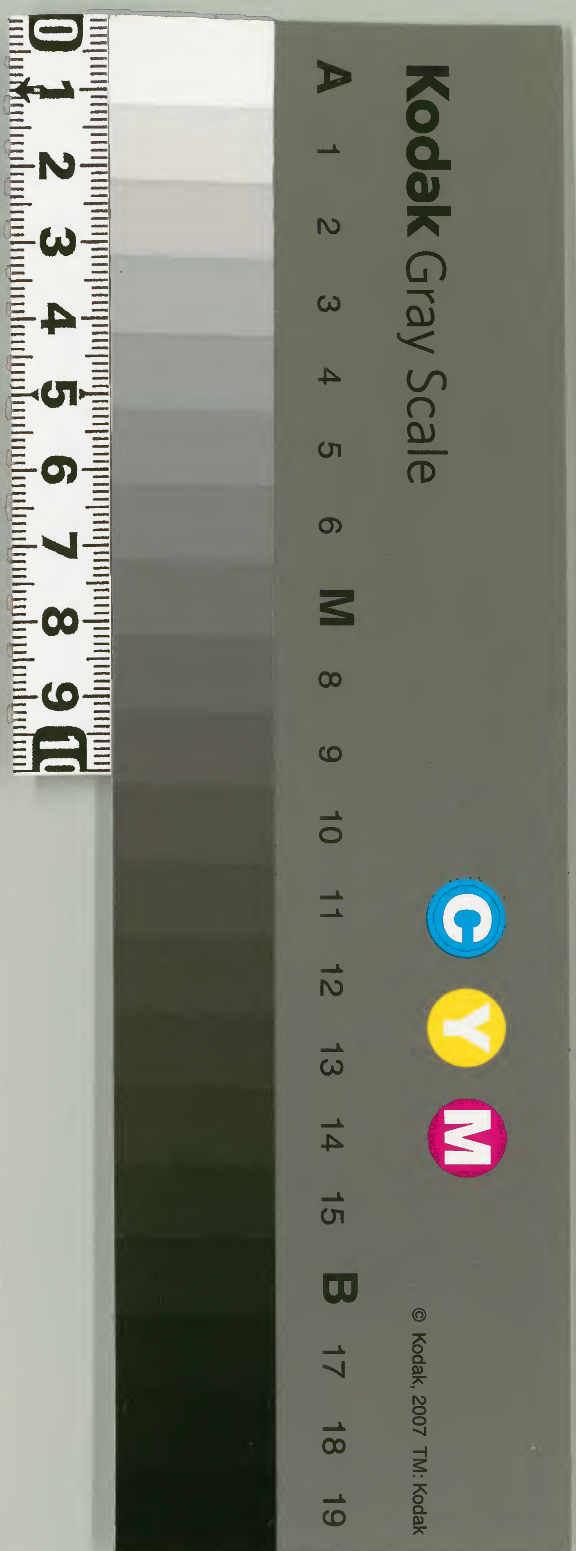 Kodak Gray Scale
C Y M
© Kodak, 2007 TM: Kodak
A 1 2 3 4 5 6 M 8 9 10 11 12 13 14 15 B 17 18 19
0 1 2 3 4 5 6 7 8 9 10